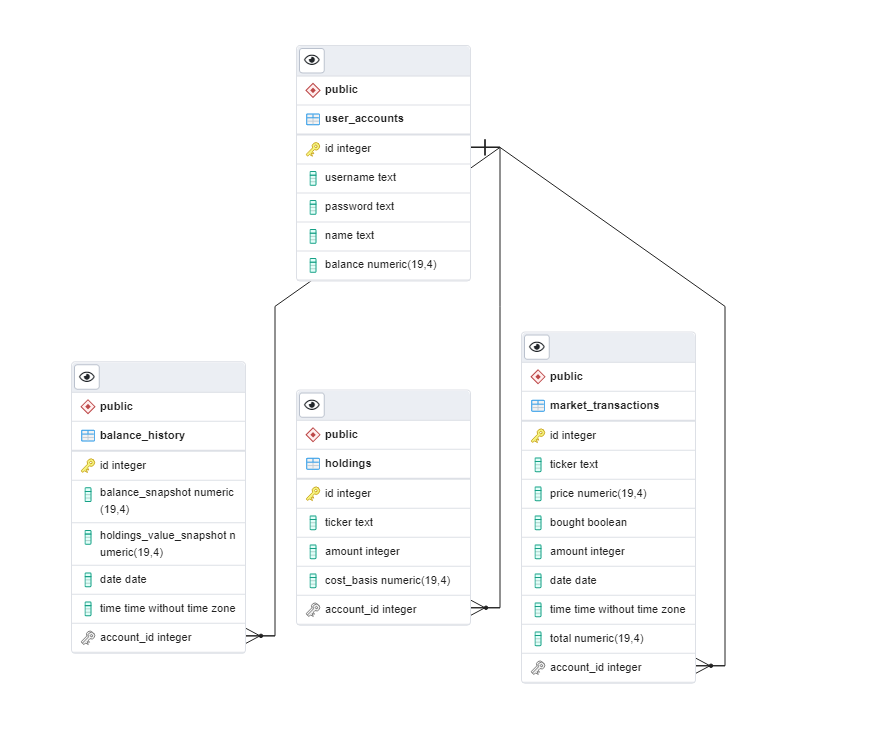 public
user_accounts
id integer
username text
password text
name text
balance numeric(19,4)
public
balance_history
id integer
balance_snapshot numeric
(19,4)
holdings_value_snapshot n
umeric(19,4)
date date
time time without time zone
account_id integer
public
holdings
id integer
ticker text
amount integer
cost_basis numeric(19,4)
account_id integer
public
market_transactions
id integer
ticker text
price numeric(19,4)
bought boolean
amount integer
date date
time time without time zone
total numeric(19,4)
account_id integer